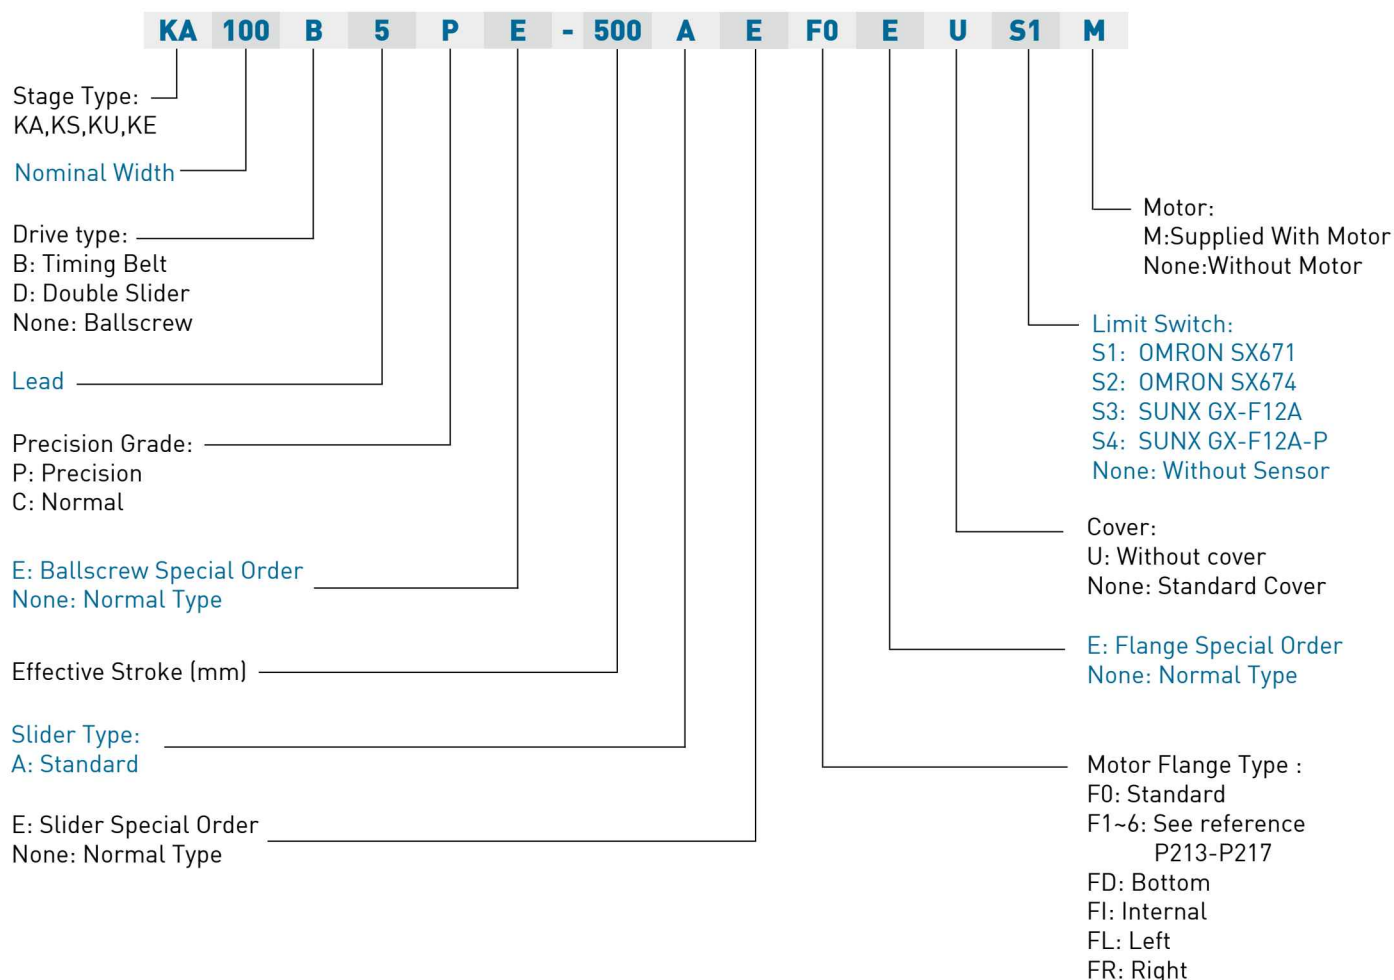 KA 100 B 5 P E - 500 A E F0 E U S1 M
Stage Type:
KA,KS,KU,KE
Nominal Width
Drive type:
B: Timing Belt
D: Double Slider
None: Ballscrew
Lead
Precision Grade:
P: Precision
C: Normal
E: Ballscrew Special Order
None: Normal Type
Effective Stroke (mm)
Slider Type:
A: Standard
E: Slider Special Order
None: Normal Type
Motor:
M:Supplied With Motor
None:Without Motor
Limit Switch:
S1: OMRON SX671
S2: OMRON SX674
S3: SUNX GX-F12A
S4: SUNX GX-F12A-P
None: Without Sensor
Cover:
U: Without cover
None: Standard Cover
E: Flange Special Order
None: Normal Type
Motor Flange Type :
F0: Standard
F1~6: See reference
P213-P217
FD: Bottom
FI: Internal
FL: Left
FR: Right